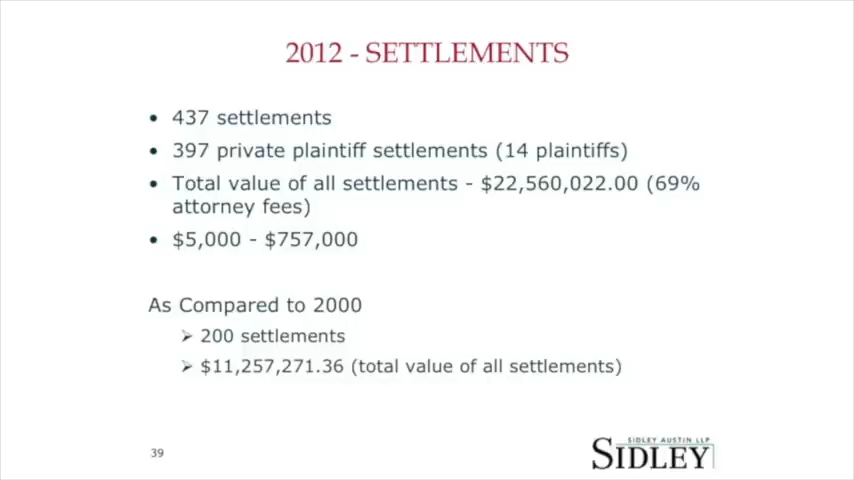 2012 - SETTLEMENTS
• 437 settlements
• 397 private plaintiff settlements (14 plaintiffs)
• Total value of all settlements - $22,560,022.00 (69%
attorney fees)
• $5,000 - $757,000
As Compared to 2000
➢ 200 settlements
➢ $11,257,271.36 (total value of all settlements)
39
SIDLEY AUSTIN LLP
SIDLEY